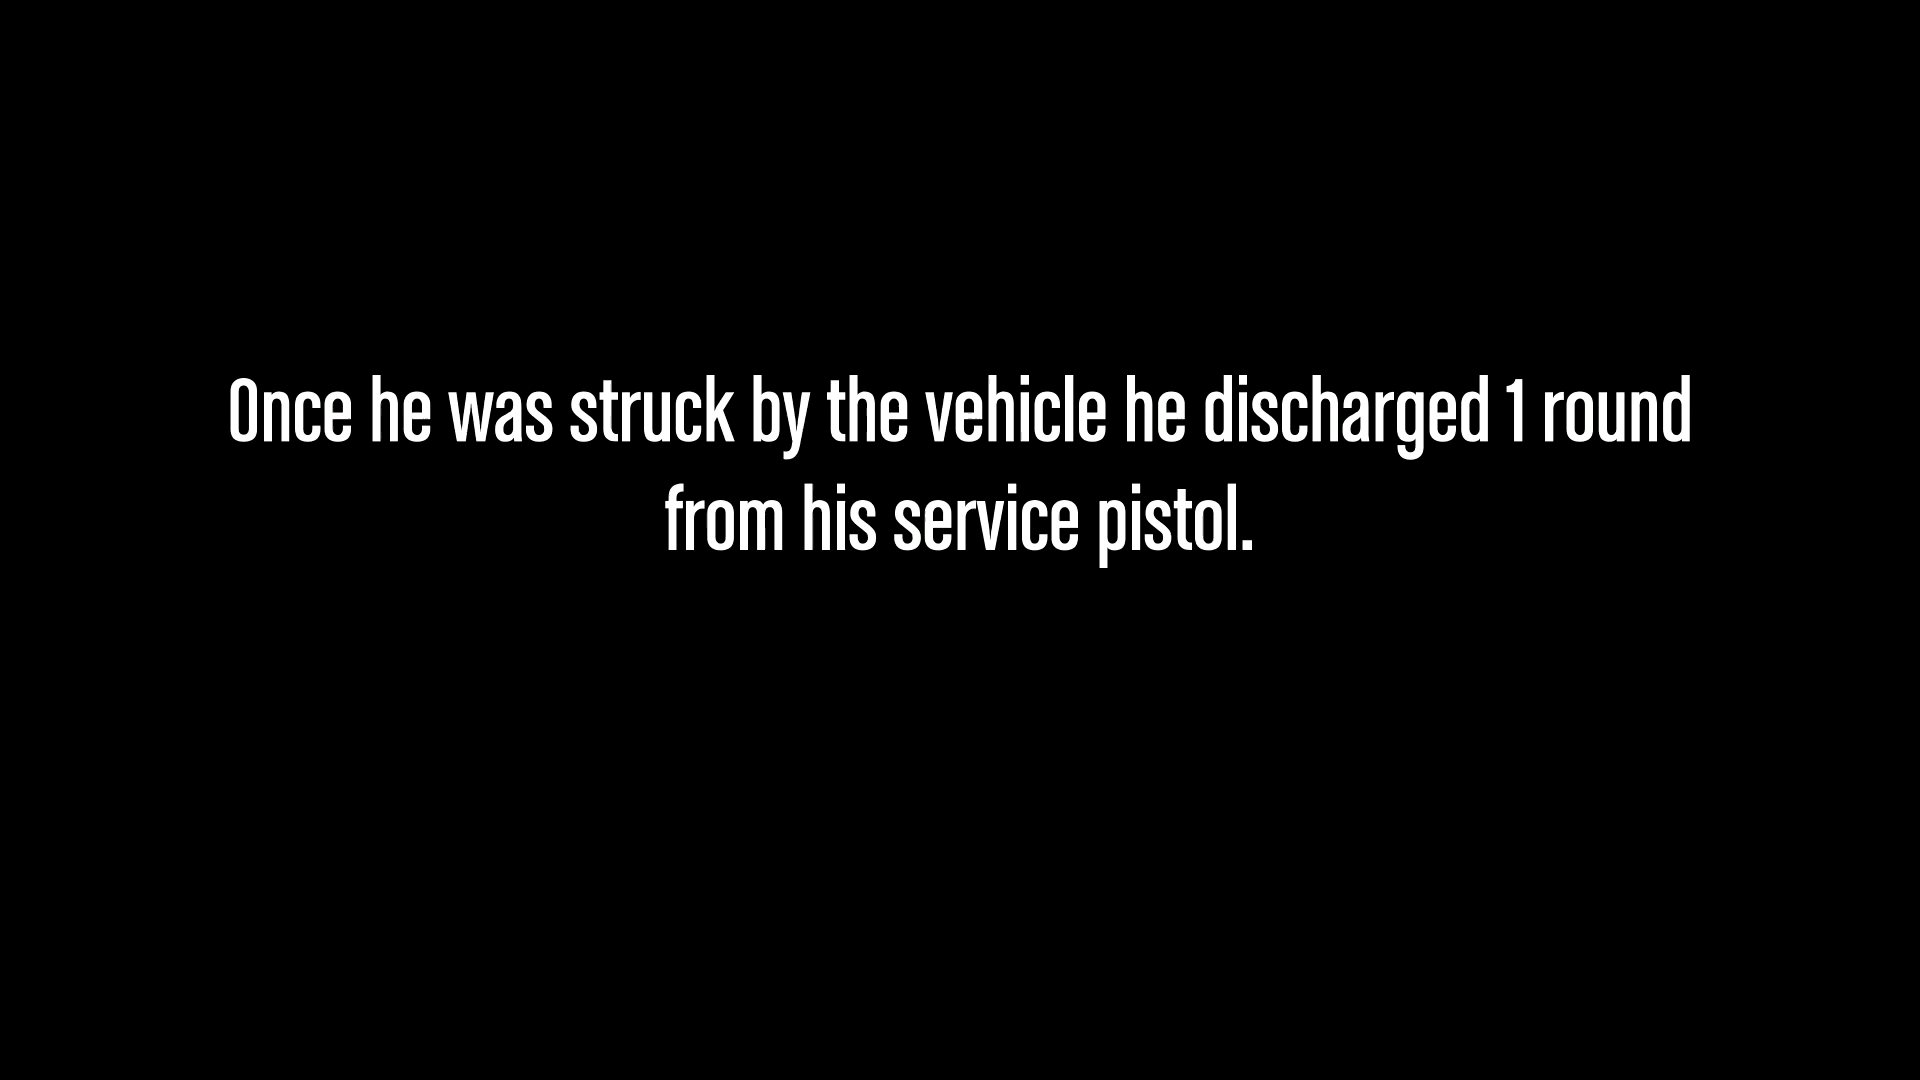 Once he was struck by the vehicle he discharged 1 round
from his service pistol.